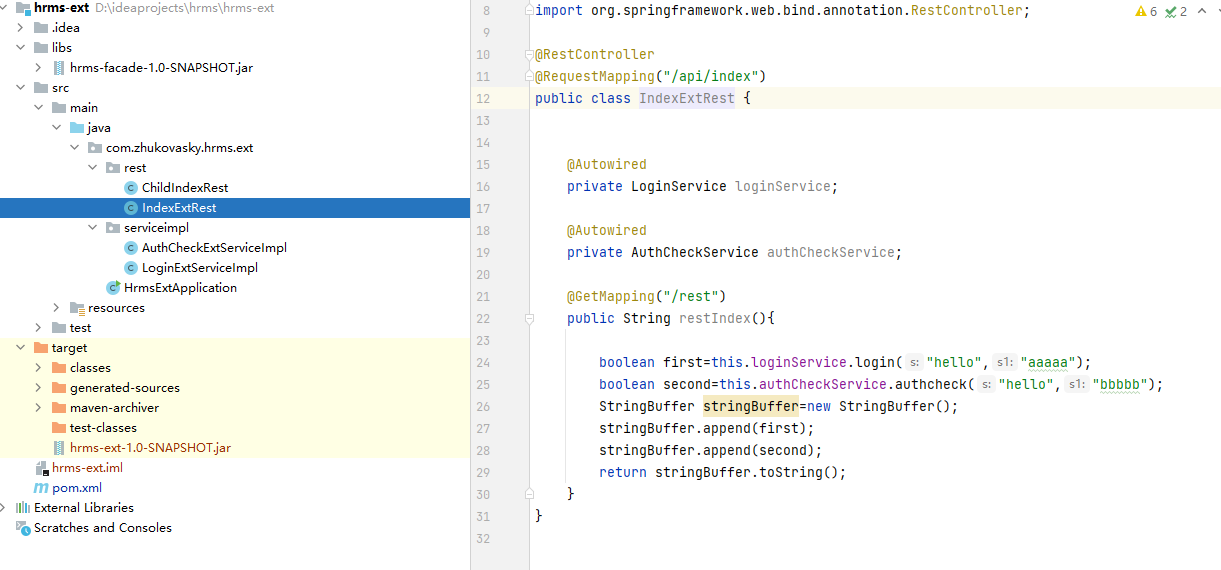 hrms-ext D:\ideaprojects\hrms\hrms-ext
.idea
libs
hrms-facade-1.0-SNAPSHOT.jar
src
main
java
com.zhukovasky.hrms.ext
rest
ChildIndexRest
IndexExtRest
serviceimpl
AuthCheckExtServiceImpl
LoginExtServiceImpl
HrmsExtApplication
resources
test
target
classes
generated-sources
maven-archiver
test-classes
hrms-ext-1.0-SNAPSHOT.jar
hrms-ext.iml
pom.xml
External Libraries
Scratches and Consoles
8 import org.springframework.web.bind.annotation.RestController; 6 2
9
10 @RestController
11 @RequestMapping("/api/index")
12 public class IndexExtRest {
13
14
15 @Autowired
16 private LoginService loginService;
17
18 @Autowired
19 private AuthCheckService authCheckService;
20
21 @GetMapping("/rest")
22 public String restIndex(){
23
24 boolean first=this.loginService.login( s: "hello", s1: "aaaaa");
25 boolean second=this.authCheckService.authcheck( s: "hello", s1: "bbbbb");
26 StringBuffer stringBuffer=new StringBuffer();
27 stringBuffer.append(first);
28 stringBuffer.append(second);
29 return stringBuffer.toString();
30 }
31 }
32